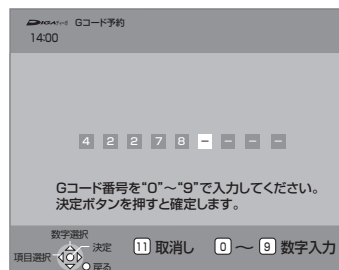 DIGA Gコード予約
14:00
4 2 2 7 8 − − − −
Gコード番号を“0”~“9”で入力してください。
決定ボタンを押すと確定します。
数字選択
項目選択
決定
戻る
11 取消し 0 ~ 9 数字入力